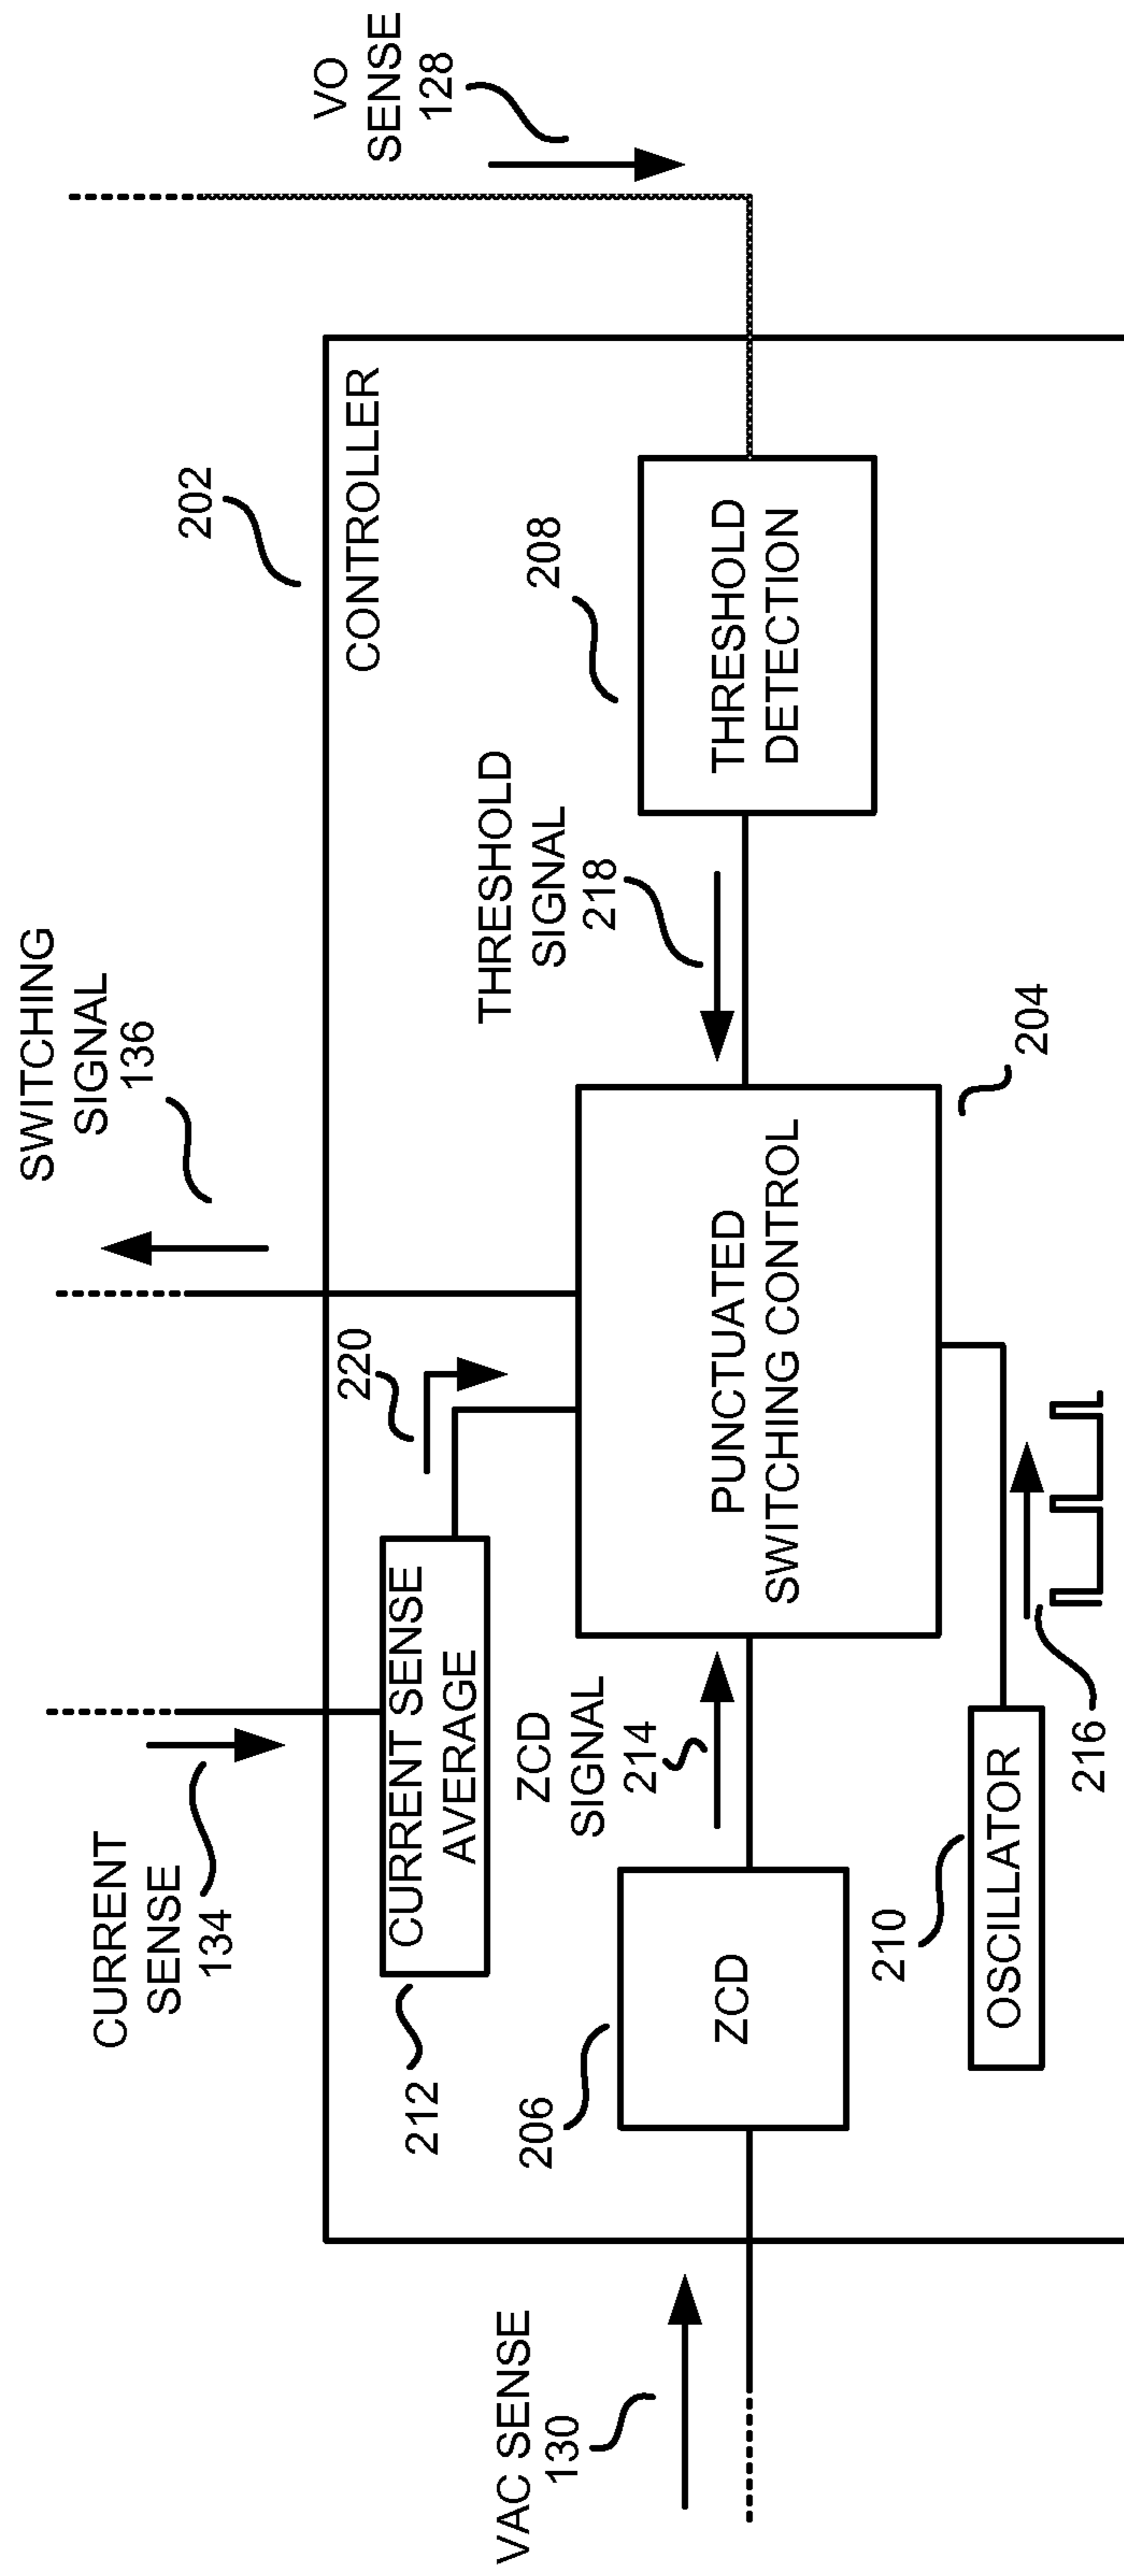 SWITCHING
SIGNAL
136
CURRENT
SENSE
134
VO
SENSE
128
202
CONTROLLER
220
CURRENT SENSE
AVERAGE
212
THRESHOLD
SIGNAL
218
208
THRESHOLD
DETECTION
VAC SENSE
130
206
ZCD
ZCD
SIGNAL
214
PUNCTUATED
SWITCHING CONTROL
204
210
OSCILLATOR
216